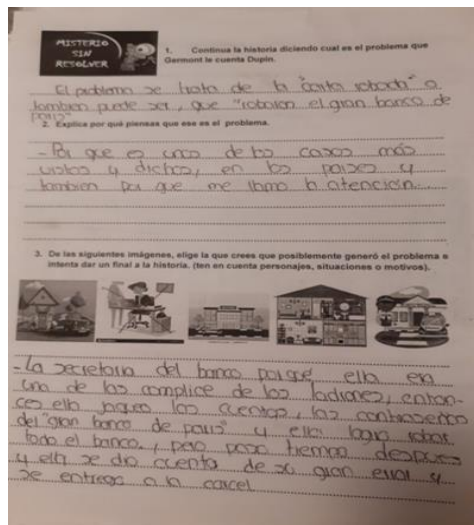 MISTERIO
SIN
RESOLVER
1. Continua la historia diciendo cual es el problema que
Germont le cuenta Dupin.
El problema se trata de la "carta robada" o
tambien puede ser, que "robaron el gran banco de
paris"
2. Explica por qué piensas que ese es el problema.
- Por que es unos de los casos más
vistos y dichos, en los paises y
tambien por que me llamo la atención.
3. De las siguientes imágenes, elige la que crees que posiblemente generó el problema e
intenta dar un final a la historia. (ten en cuenta personajes, situaciones o motivos).
- La secretaria del banco porque ella era
una de las complice de los ladrones, enton-
ces ella jaqueo las cuentas, las contraseñas
del "gran banco de paris" y ella logro robar
todo el banco., pero paso tiempo despues
y ella se dio cuenta de su gran error y
se entrego a la carcel